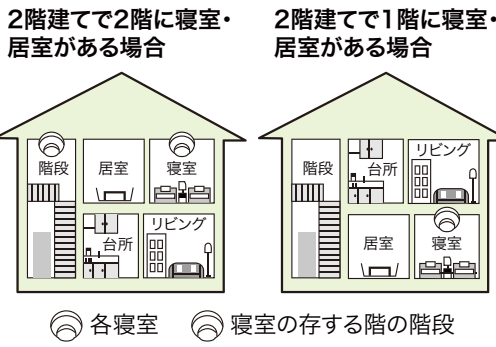 2階建てで2階に寝室・
居室がある場合
階段
居室
寝室
台所
リビング
2階建てで1階に寝室・
居室がある場合
階段
台所
リビング
居室
寝室
各寝室
寝室の存する階の階段